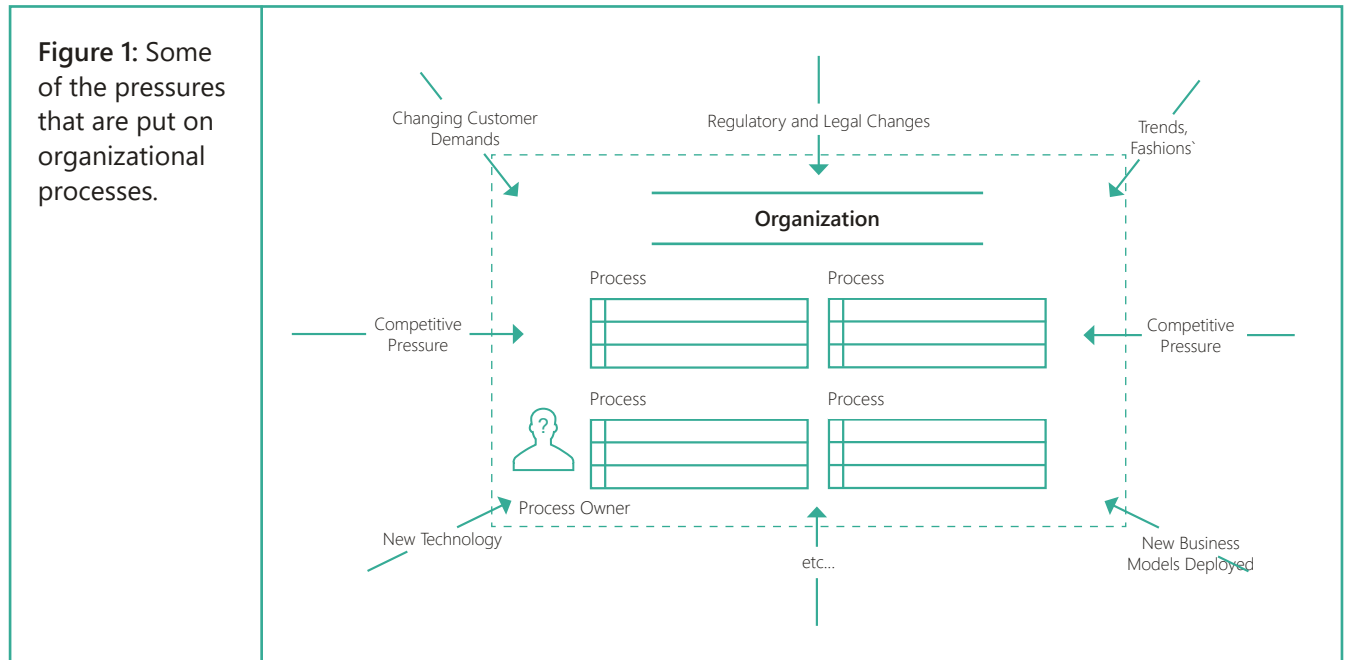 Figure 1: Some
of the pressures
that are put on
organizational
processes.
Changing Customer
Demands
Regulatory and Legal Changes
Trends,
Fashions`
Organization
Process
Process
Competitive
Pressure
Competitive
Pressure
Process
Process
?
Process Owner
New Technology
etc...
New Business
Models Deployed